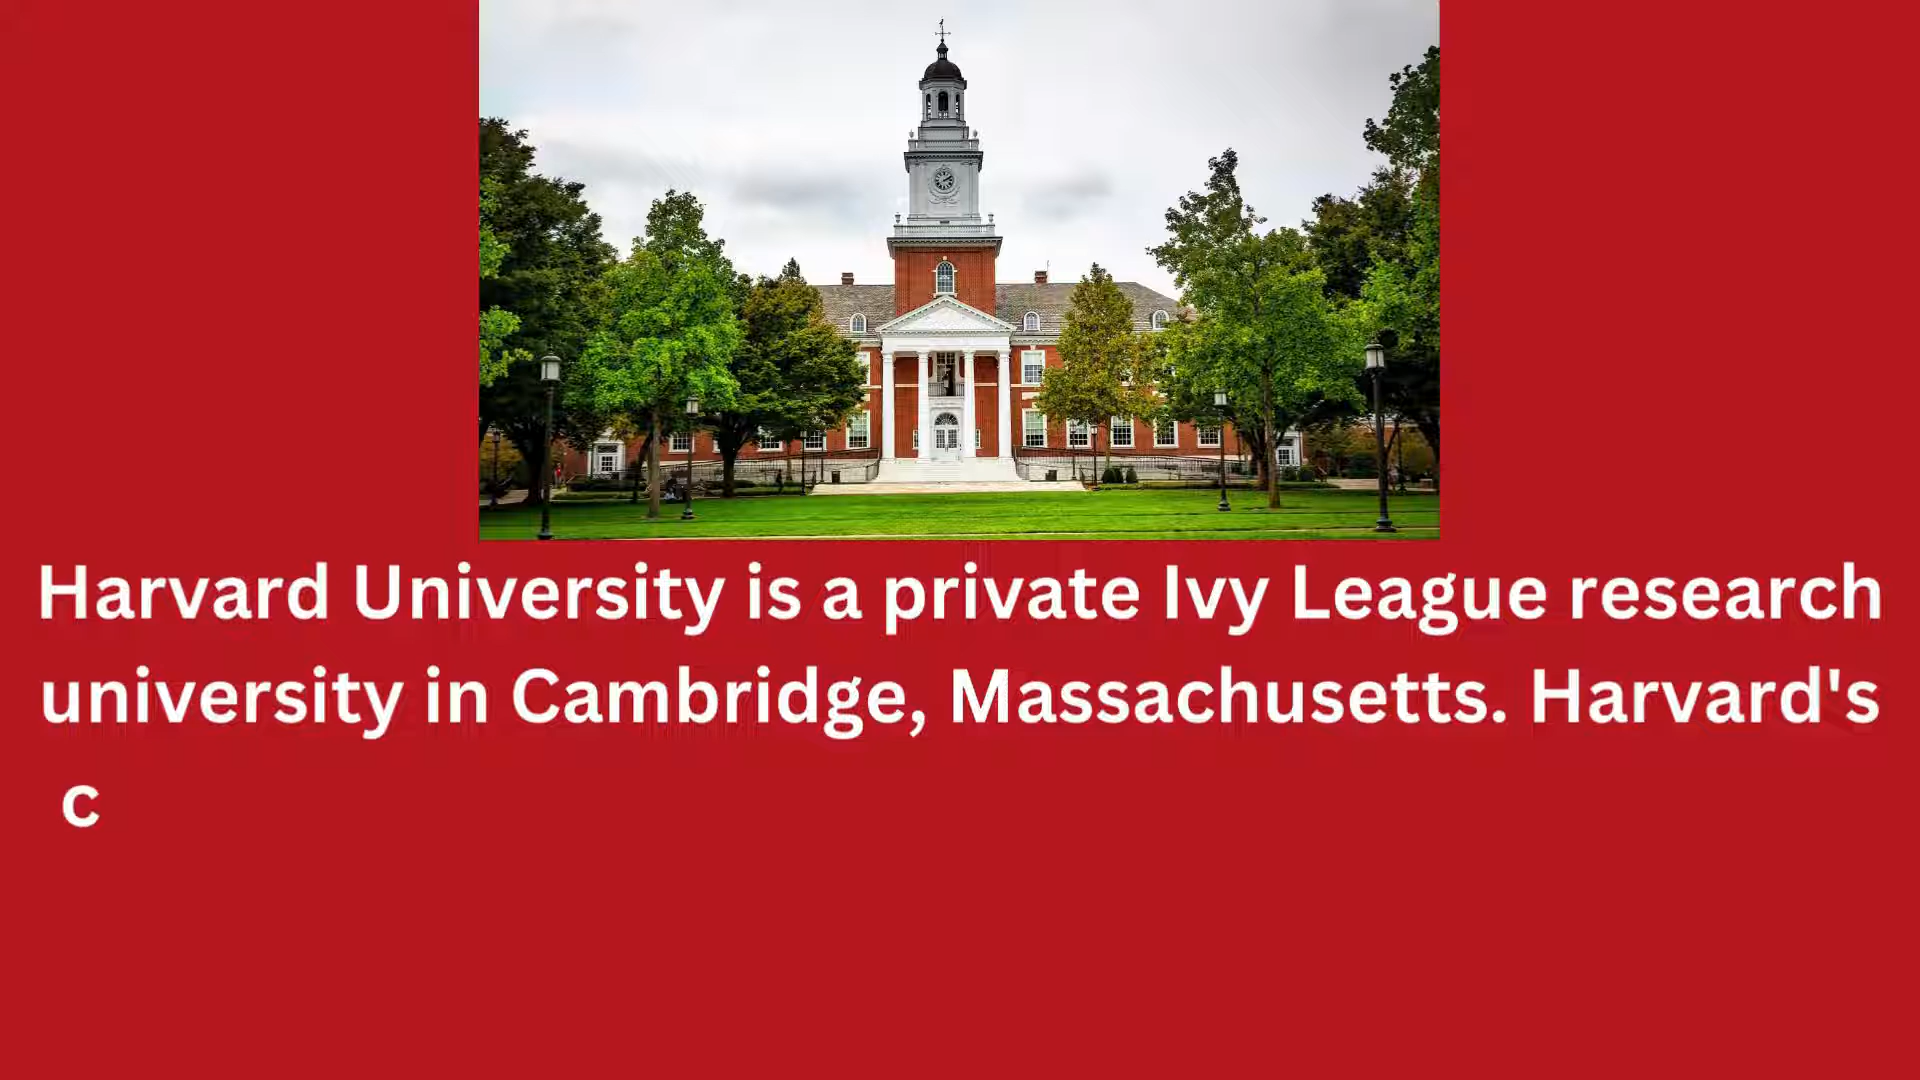 Harvard University is a private Ivy League research
university in Cambridge, Massachusetts. Harvard's
c